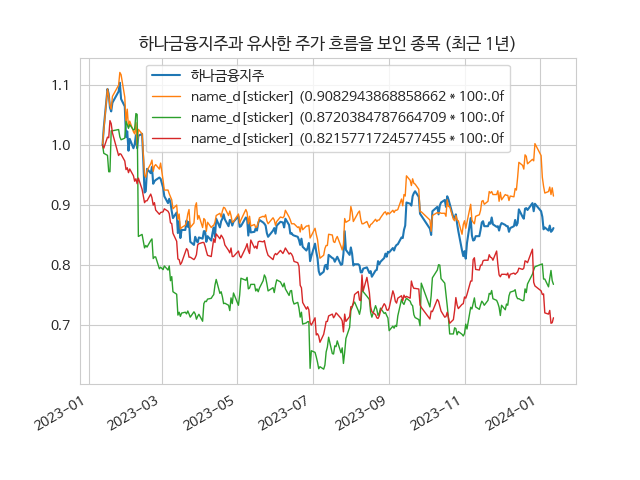 하나금융지주과 유사한 주가 흐름을 보인 종목 (최근 1년)
하나금융지주
name_d[sticker] (0.9082943868858662 * 100:.0f
name_d[sticker] (0.8720384787664709 * 100:.0f
name_d[sticker] (0.8215771724577455 * 100:.0f
1.1
1.0
0.9
0.8
0.7
2023-01
2023-03
2023-05
2023-07
2023-09
2023-11
2024-01